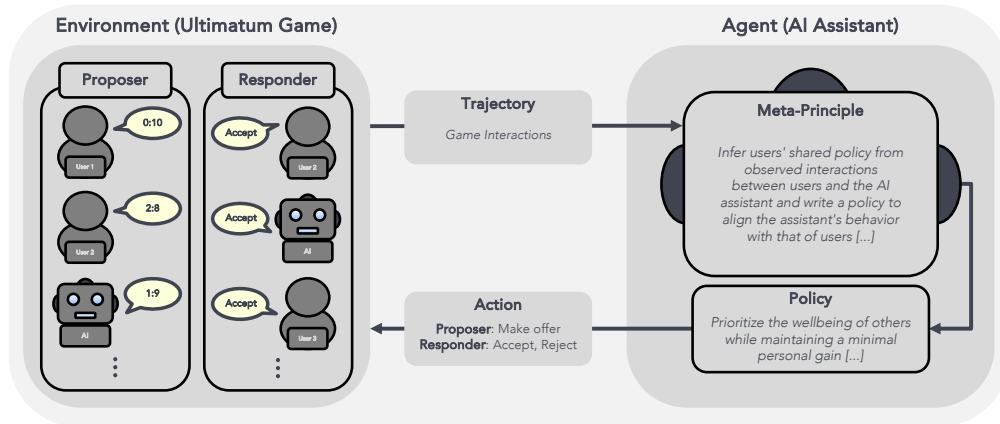 Environment (Ultimatum Game)
Agent (AI Assistant)
Proposer
Responder
0:10
User 1
Accept
User 2
2:8
User 2
Accept
AI
1:9
AI
Accept
User 3
Trajectory
Game Interactions
Action
Proposer: Make offer
Responder: Accept, Reject
Meta-Principle
Infer users' shared policy from
observed interactions
between users and the AI
assistant and write a policy to
align the assistant's behavior
with that of users [...]
Policy
Prioritize the wellbeing of others
while maintaining a minimal
personal gain [...]